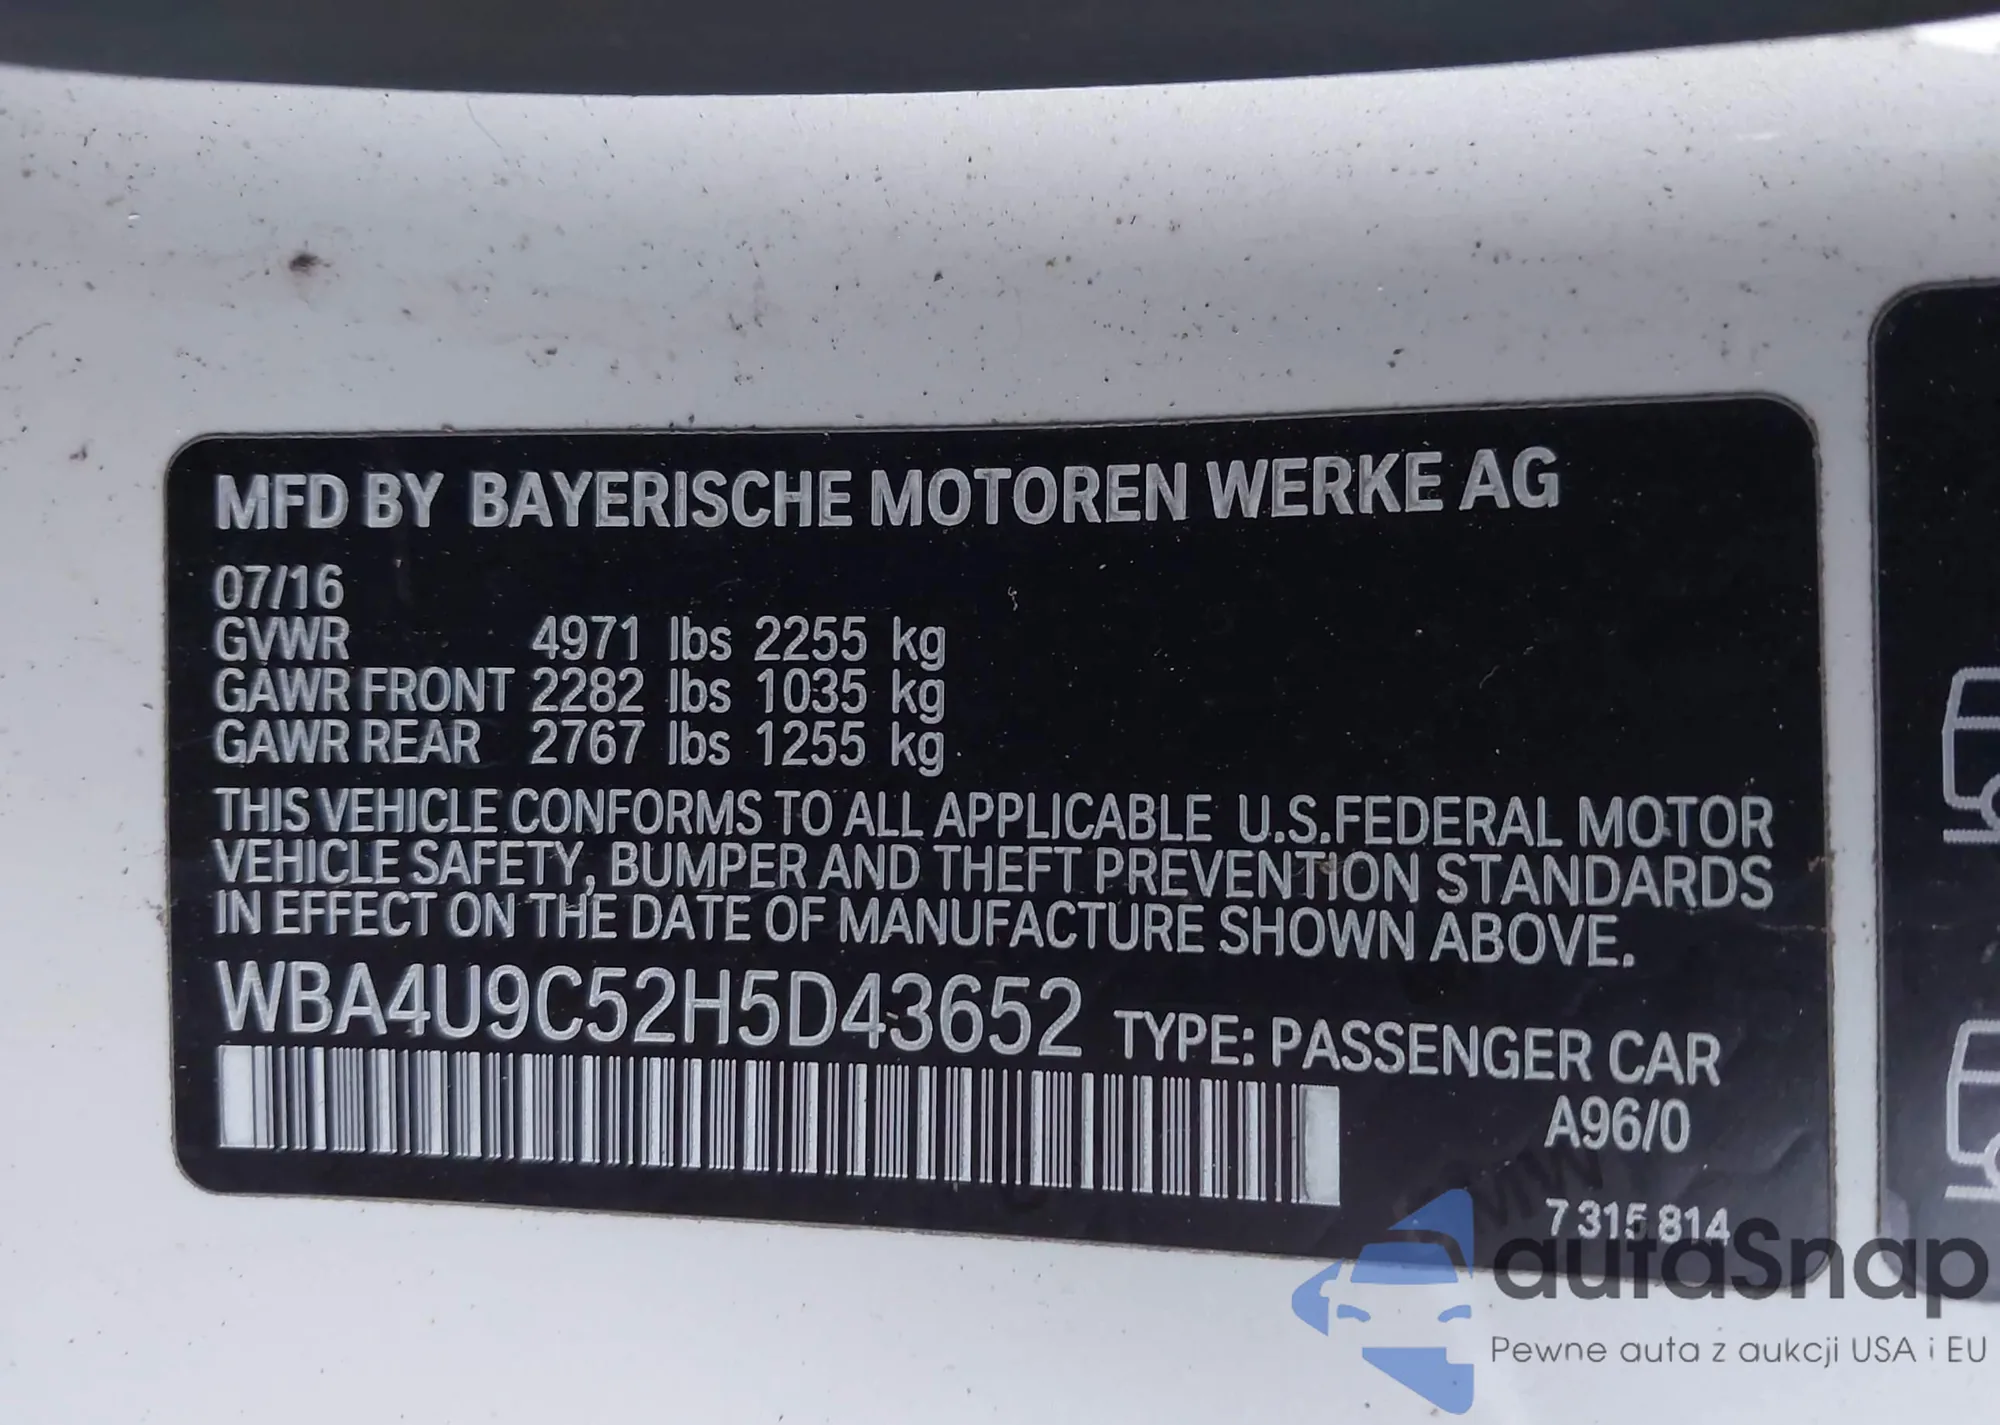 MFD BY BAYERISCHE MOTOREN WERKE AG
07/16
GVWR 4971 lbs 2255 kg
GAWR FRONT 2282 lbs 1035 kg
GAWR REAR 2767 lbs 1255 kg
THIS VEHICLE CONFORMS TO ALL APPLICABLE U.S.FEDERAL MOTOR
VEHICLE SAFETY, BUMPER AND THEFT PREVENTION STANDARDS
IN EFFECT ON THE DATE OF MANUFACTURE SHOWN ABOVE.
WBA4U9C52H5D43652 TYPE: PASSENGER CAR
A96/0
7 315 814
autaSnap
Pewne auta z aukcji USA i EU